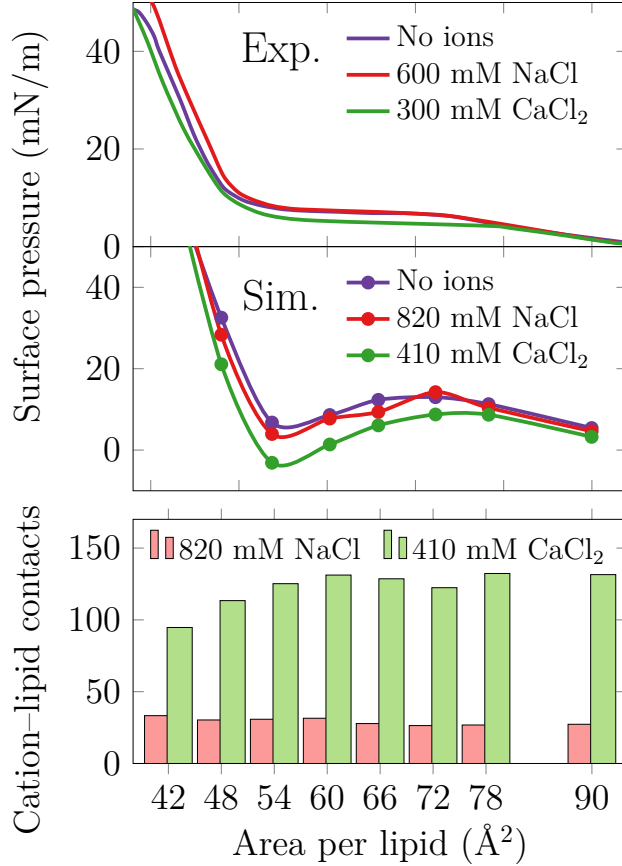 Surface pressure (mN/m)
40
20
0
Exp.
No ions
600 mM NaCl
300 mM CaCl₂
40
20
0
Sim.
No ions
820 mM NaCl
410 mM CaCl₂
Cation–lipid contacts
150
100
50
0
820 mM NaCl
410 mM CaCl₂
42 48 54 60 66 72 78 90
Area per lipid (Å²)